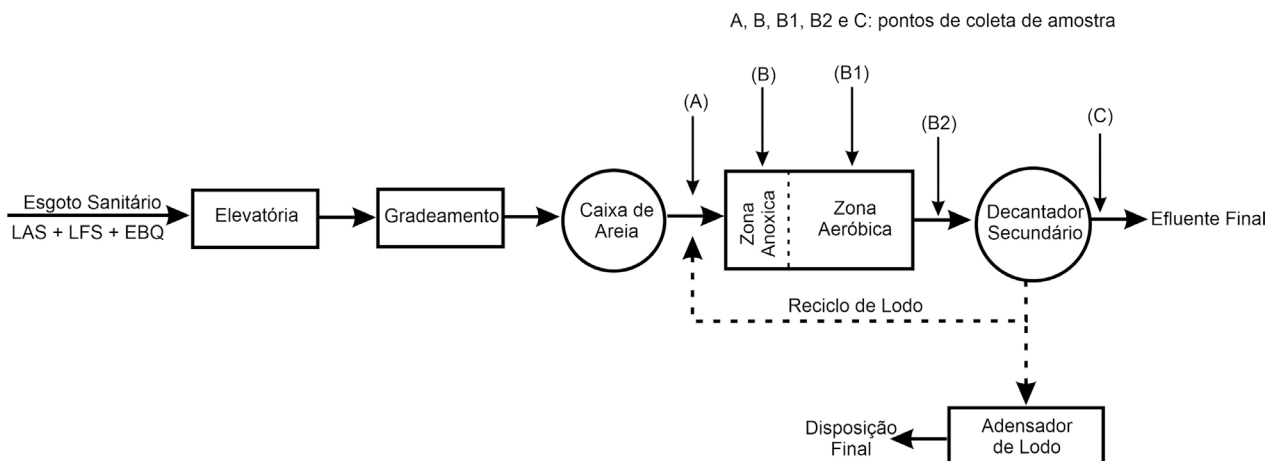 A, B, B1, B2 e C: pontos de coleta de amostra
(A)
(B)
(B1)
(B2)
(C)
Esgoto Sanitário
LAS + LFS + EBQ
Elevatória
Gradeamento
Caixa de
Areia
Zona
Anoxica
Zona
Aeróbica
Decantador
Secundário
Efluente Final
Reciclo de Lodo
Adensador
de Lodo
Disposição
Final